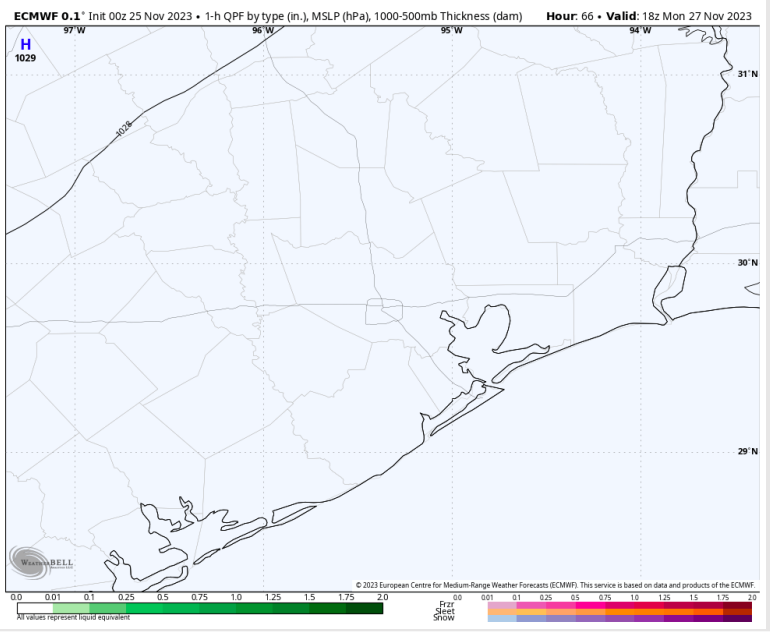 ECMWF 0.1° Init 00z 25 Nov 2023 • 1-h QPF by type (in.), MSLP (hPa), 1000-500mb Thickness (dam) Hour: 66 • Valid: 18z Mon 27 Nov 2023
97°W 96°W 95°W 94°W
H
1029
31°N
1028
30°N
29°N
WEATHERBELL
© 2023 European Centre for Medium-Range Weather Forecasts (ECMWF). This service is based on data and products of the ECMWF.
0.0 0.01 0.1 0.25 0.5 0.75 1.0 1.25 1.5 1.75 2.0
0.0 0.01 0.1 0.25 0.5 0.75 1.0 1.25 1.5 1.75 2.0
Frzr
Sleet
Snow
All values represent liquid equivalent